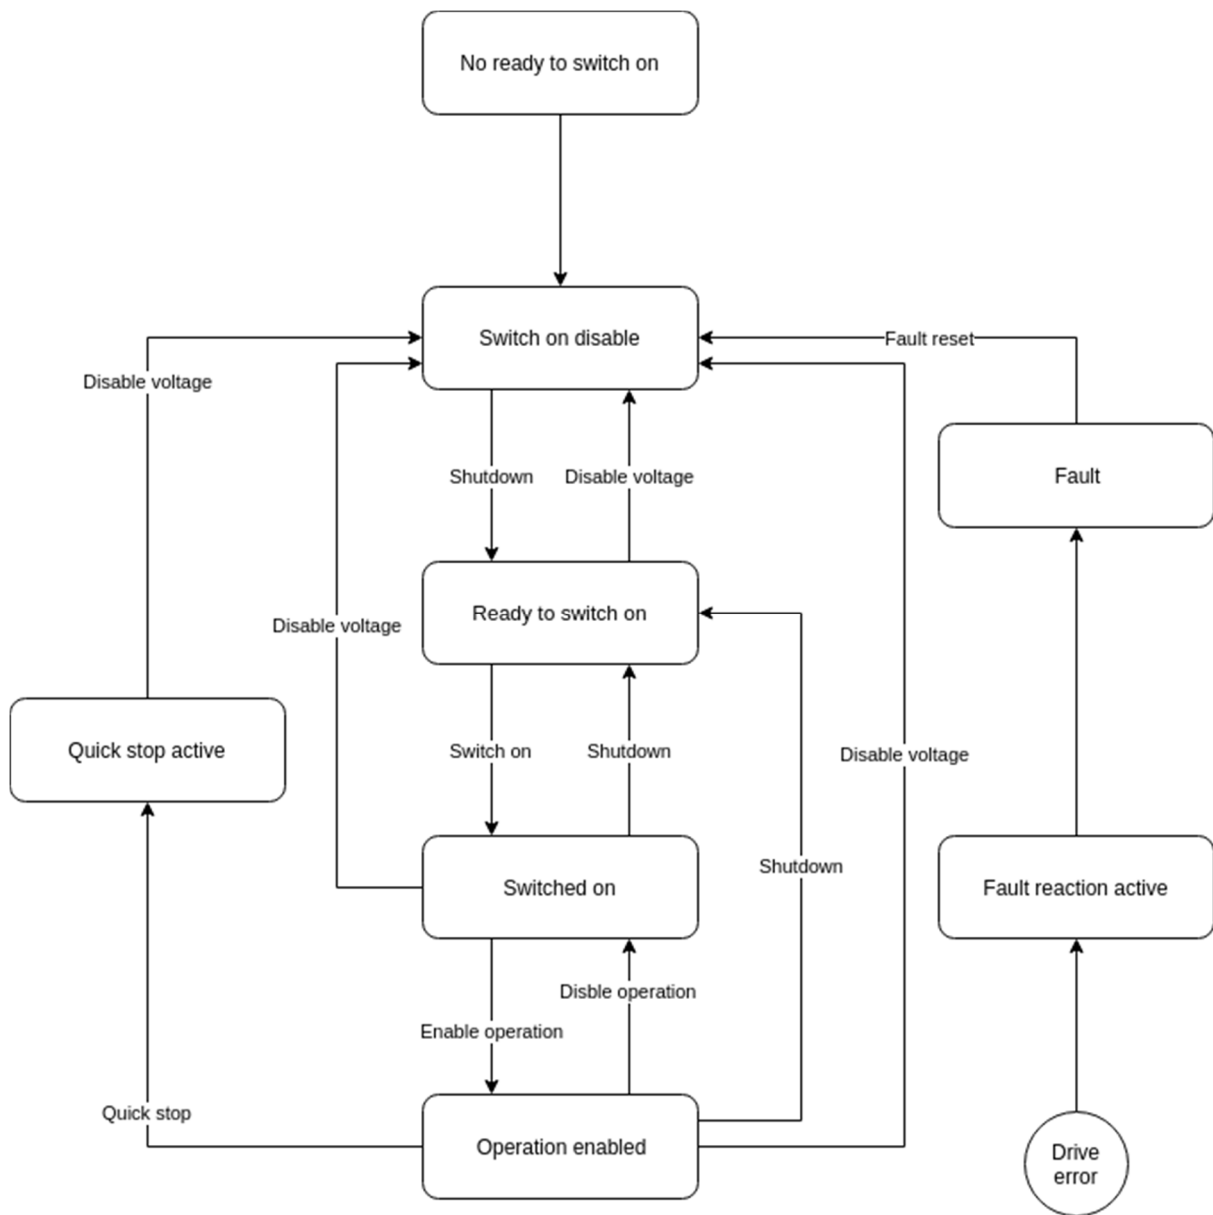 No ready to switch on
Switch on disable
Fault reset
Disable voltage
Shutdown
Disable voltage
Fault
Ready to switch on
Disable voltage
Quick stop active
Switch on
Shutdown
Disable voltage
Shutdown
Switched on
Fault reaction active
Disble operation
Enable operation
Quick stop
Operation enabled
Drive
error